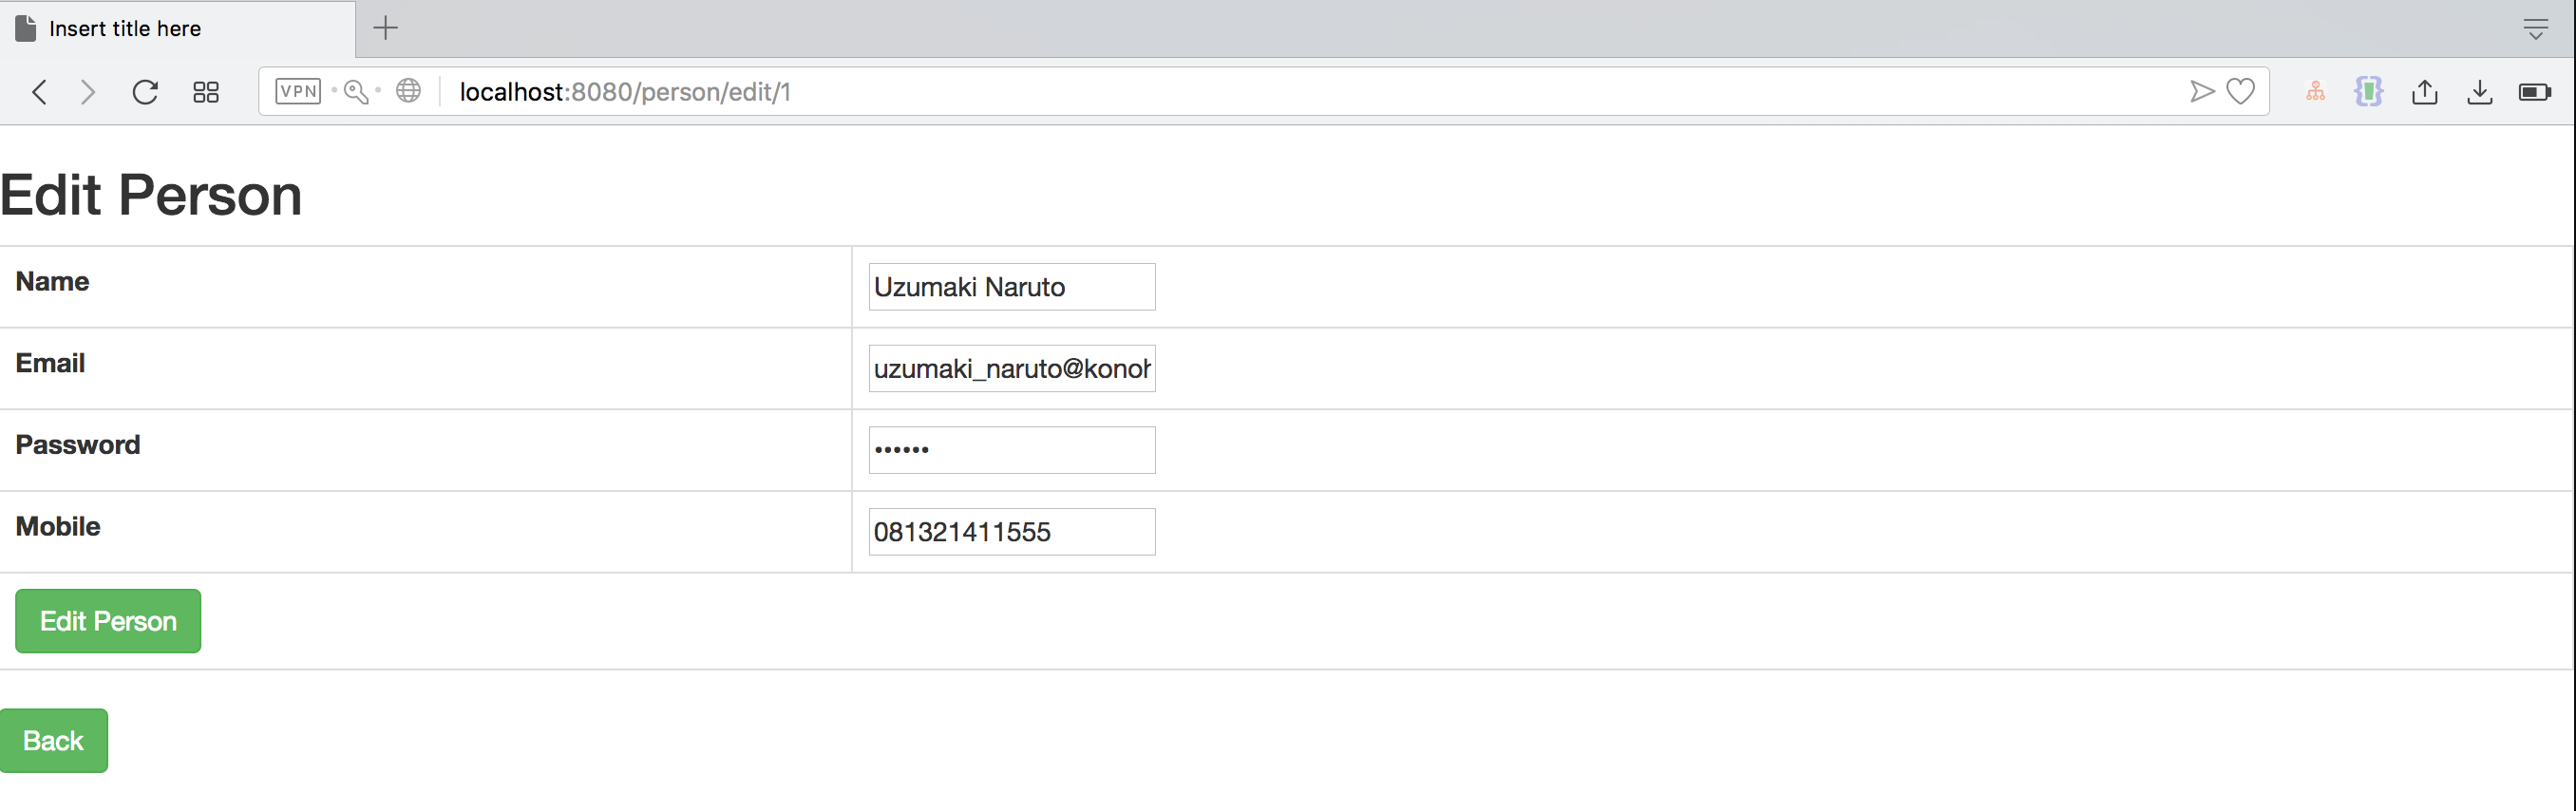 Insert title here
VPN localhost:8080/person/edit/1
Edit Person
Name Uzumaki Naruto
Email uzumaki_naruto@konoh
Password ••••••
Mobile 081321411555
Edit Person
Back